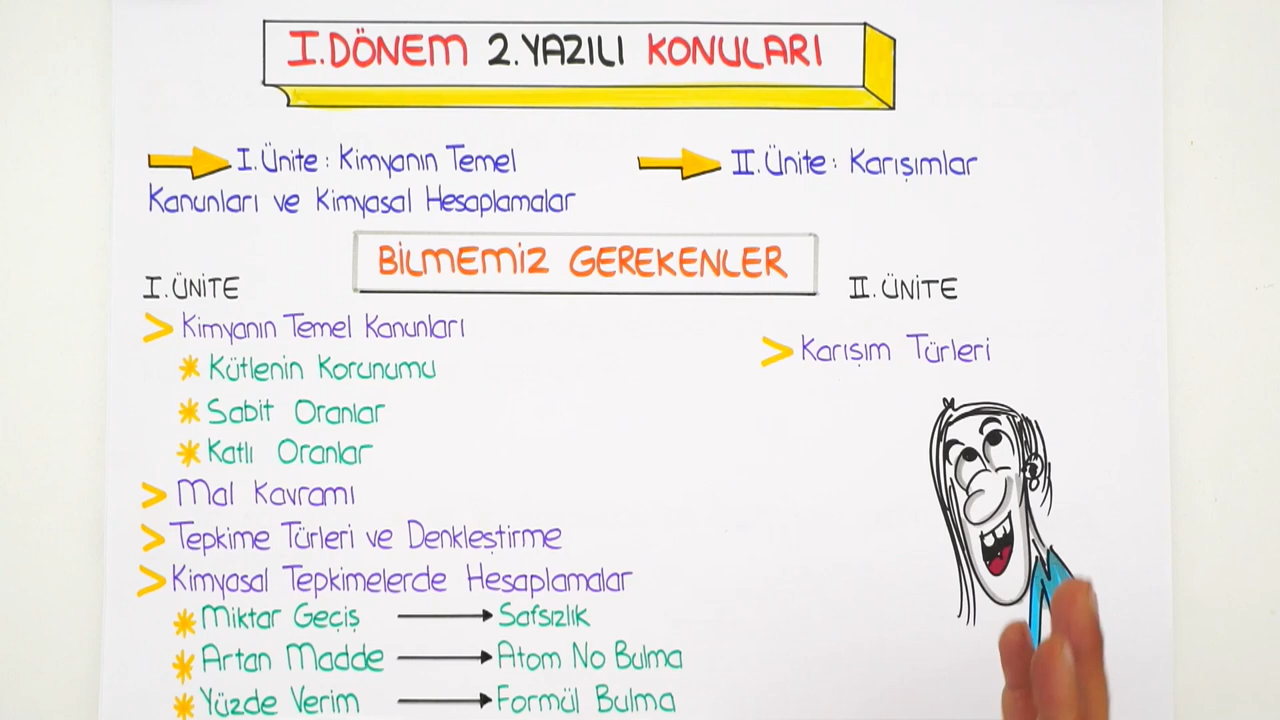 I.DÖNEM 2.YAZILI KONULARI
I.Ünite: Kimyanın Temel
Kanunları ve Kimyasal Hesaplamalar
II.Ünite: Karışımlar
BİLMEMİZ GEREKENLER
I.ÜNİTE
> Kimyanın Temel Kanunları
* Kütlenin Korunumu
* Sabit Oranlar
* Katlı Oranlar
> Mal Kavramı
> Tepkime Türleri ve Denkleştirme
> Kimyasal Tepkimelerde Hesaplamalar
* Miktar Geçiş → Safsızlık
* Artan Madde → Atom No Bulma
* Yüzde Verim → Formül Bulma
II.ÜNİTE
> Karışım Türleri